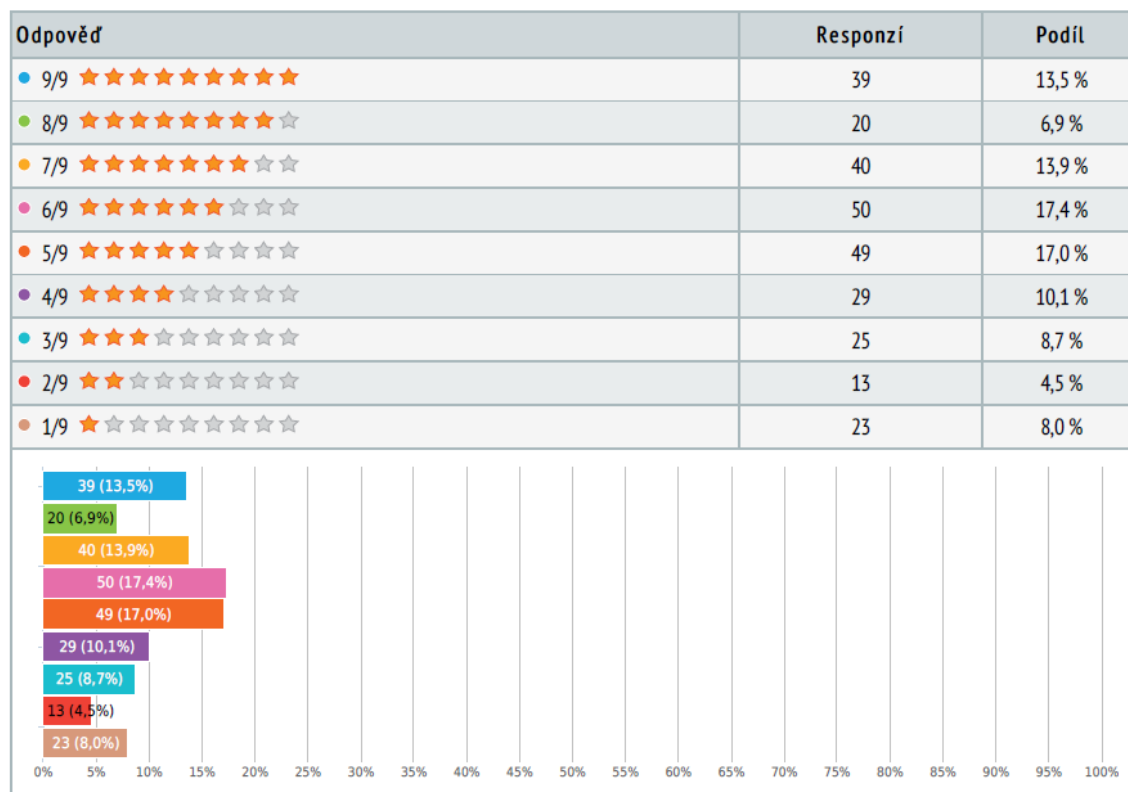 Odpověď Responzí Podíl
9/9 39 13,5 %
8/9 20 6,9 %
7/9 40 13,9 %
6/9 50 17,4 %
5/9 49 17,0 %
4/9 29 10,1 %
3/9 25 8,7 %
2/9 13 4,5 %
1/9 23 8,0 %
39 (13,5%)
20 (6,9%)
40 (13,9%)
50 (17,4%)
49 (17,0%)
29 (10,1%)
25 (8,7%)
13 (4,5%)
23 (8,0%)
0% 5% 10% 15% 20% 25% 30% 35% 40% 45% 50% 55% 60% 65% 70% 75% 80% 85% 90% 95% 100%